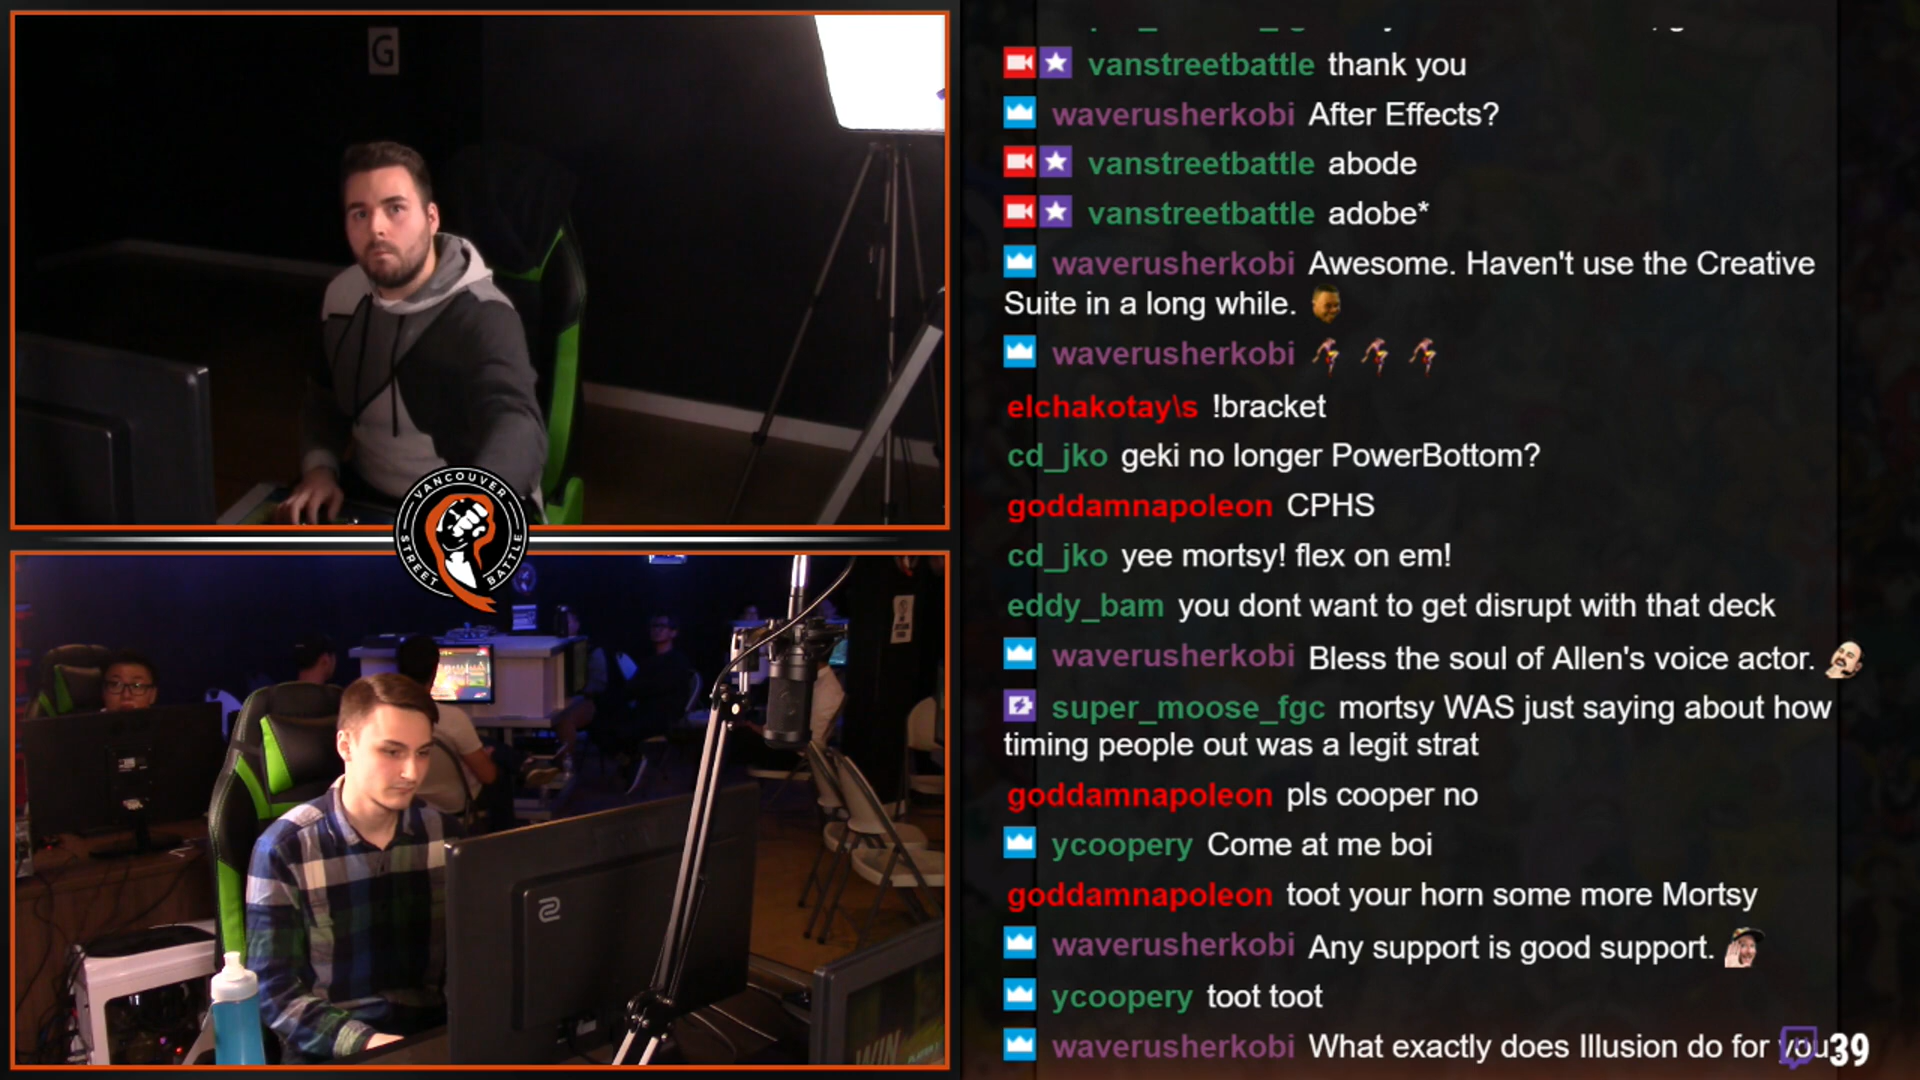 G
VANCOUVER
STREET BATTLE
WIN
vanstreetbattle thank you
waverusherkobi After Effects?
vanstreetbattle abode
vanstreetbattle adobe*
waverusherkobi Awesome. Haven't use the Creative
Suite in a long while.
waverusherkobi
elchakotay\s !bracket
cd_jko geki no longer PowerBottom?
goddamnapoleon CPHS
cd_jko yee mortsy! flex on em!
eddy_bam you dont want to get disrupt with that deck
waverusherkobi Bless the soul of Allen's voice actor.
super_moose_fgc mortsy WAS just saying about how
timing people out was a legit strat
goddamnapoleon pls cooper no
ycoopery Come at me boi
goddamnapoleon toot your horn some more Mortsy
waverusherkobi Any support is good support.
ycoopery toot toot
waverusherkobi What exactly does Illusion do for you
39